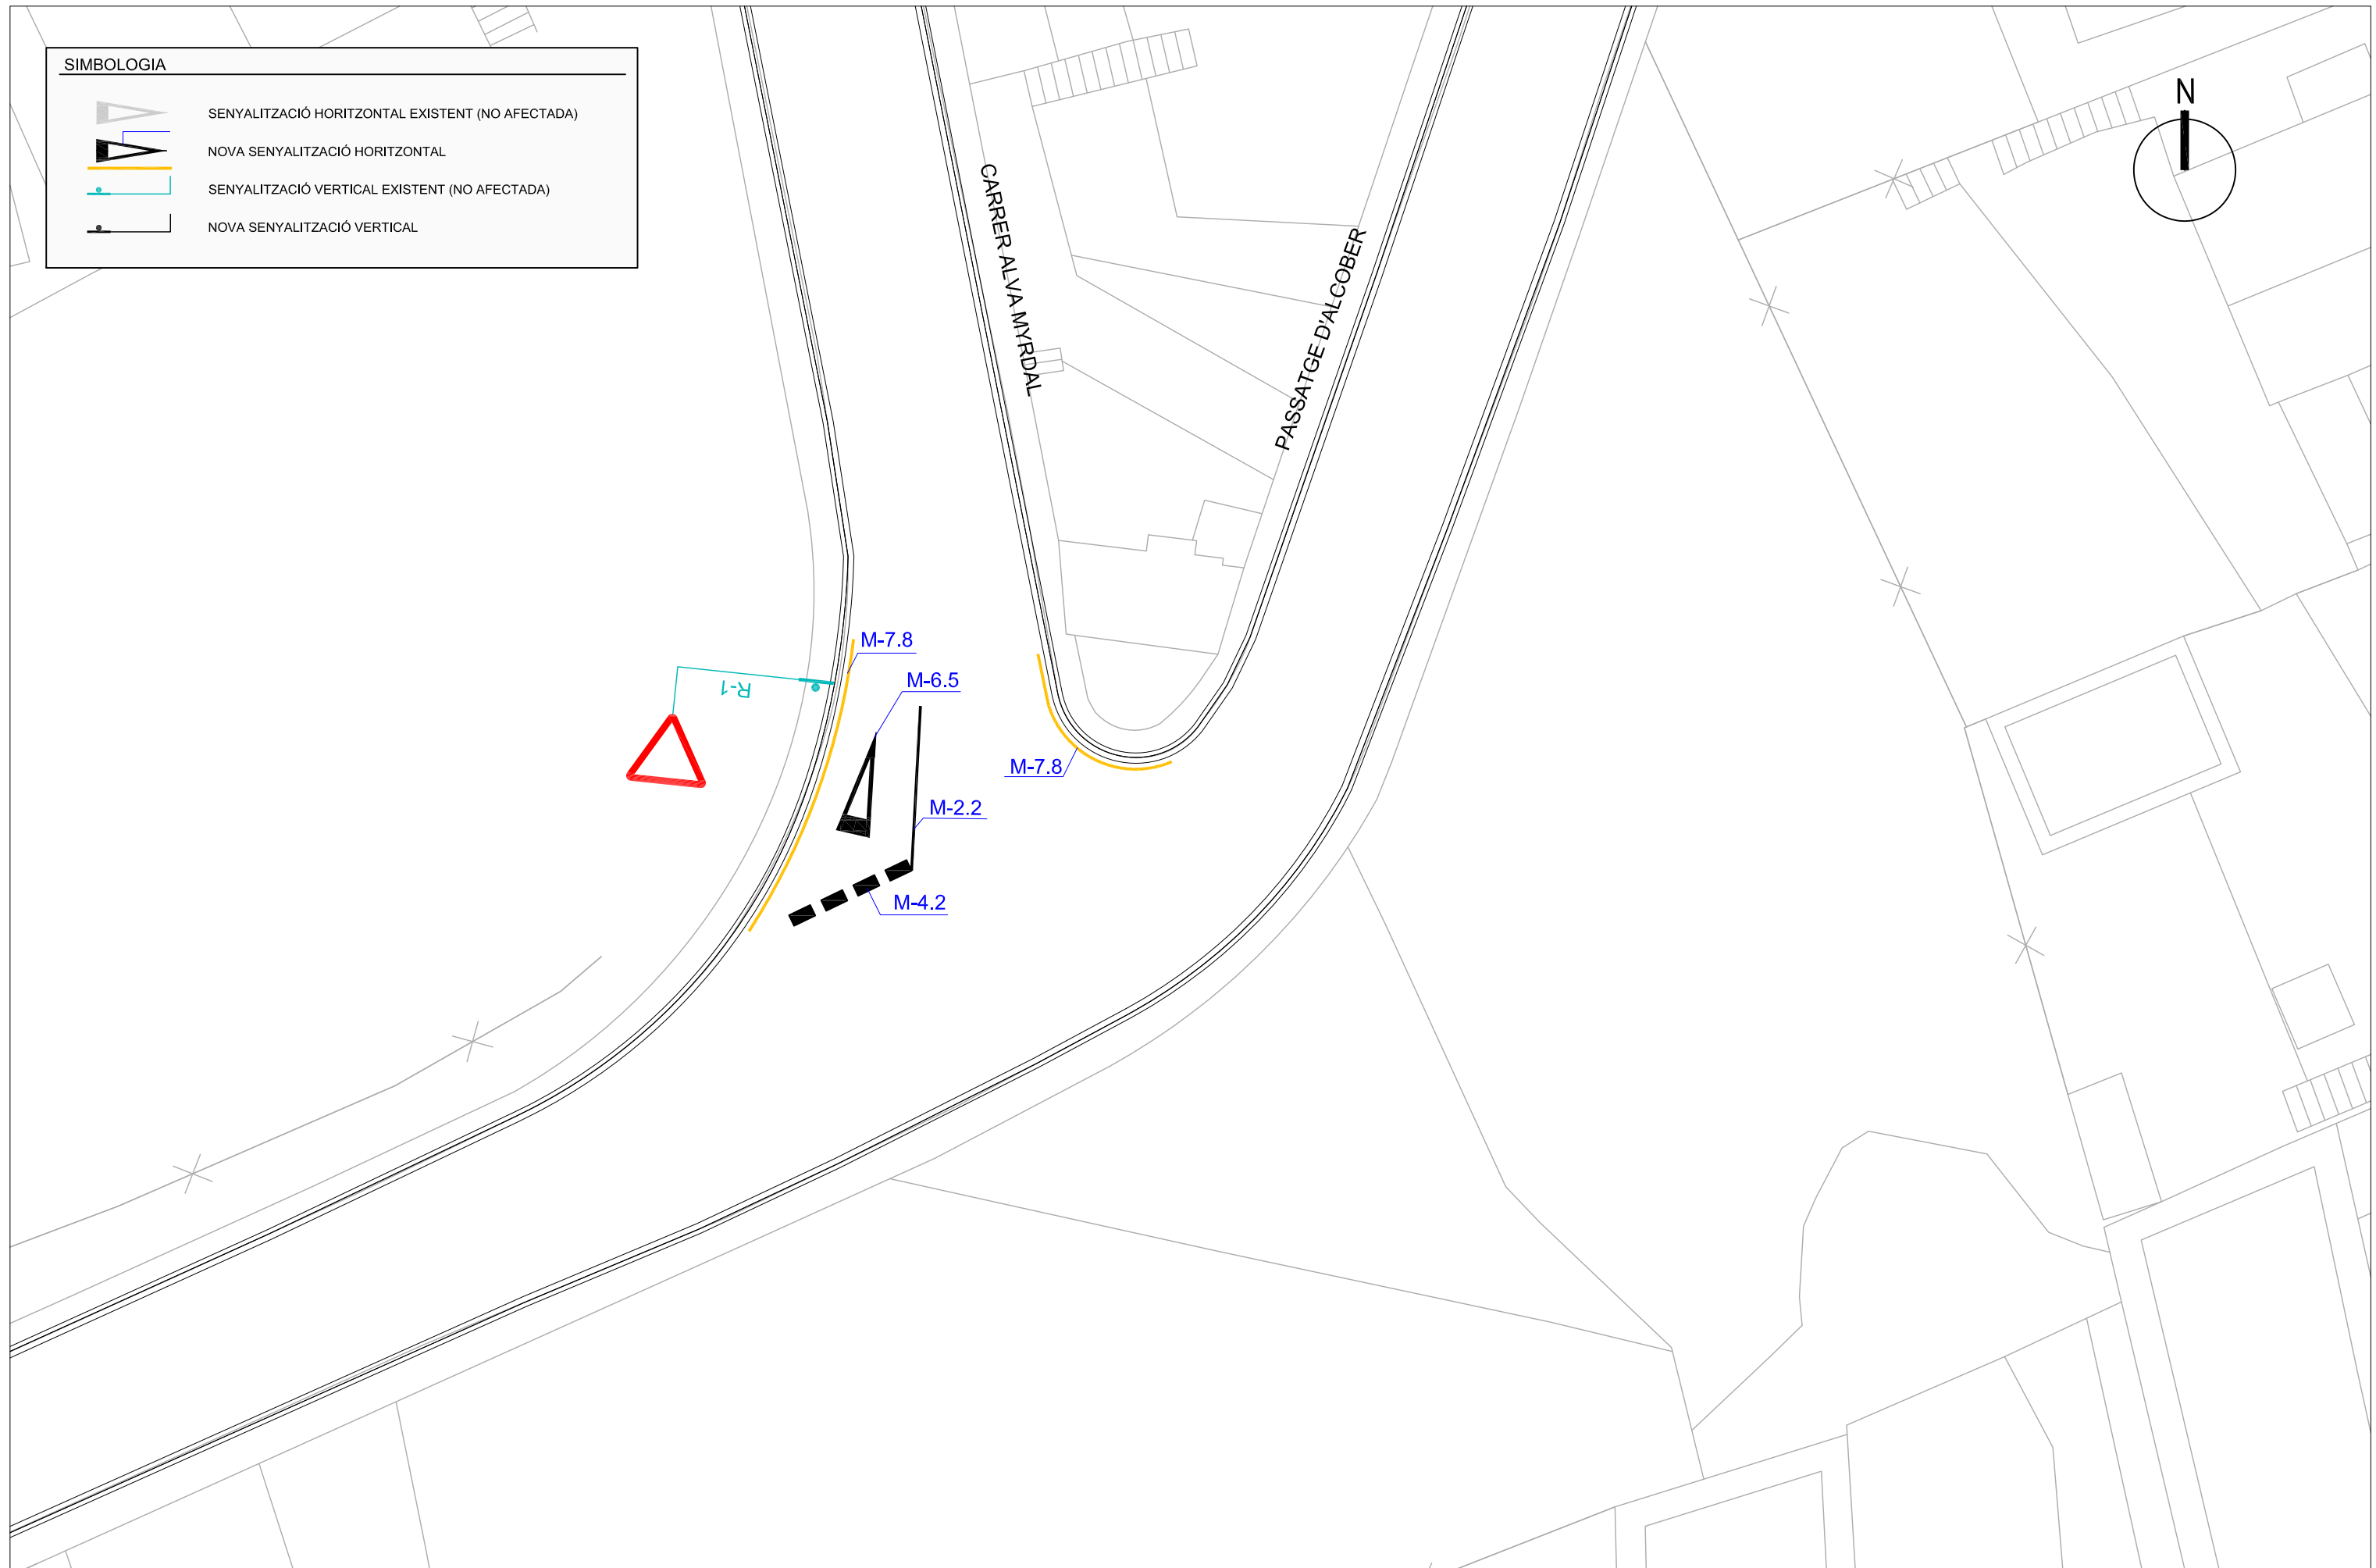 SIMBOLOGIA
SENYALITZACIÓ HORITZONTAL EXISTENT (NO AFECTADA)
NOVA SENYALITZACIÓ HORITZONTAL
SENYALITZACIÓ VERTICAL EXISTENT (NO AFECTADA)
NOVA SENYALITZACIÓ VERTICAL
N
CARRER ALVA MYRDAL
PASSATGE D'ALCOBER
M-7.8
M-6.5
R-1
M-7.8
M-2.2
M-4.2